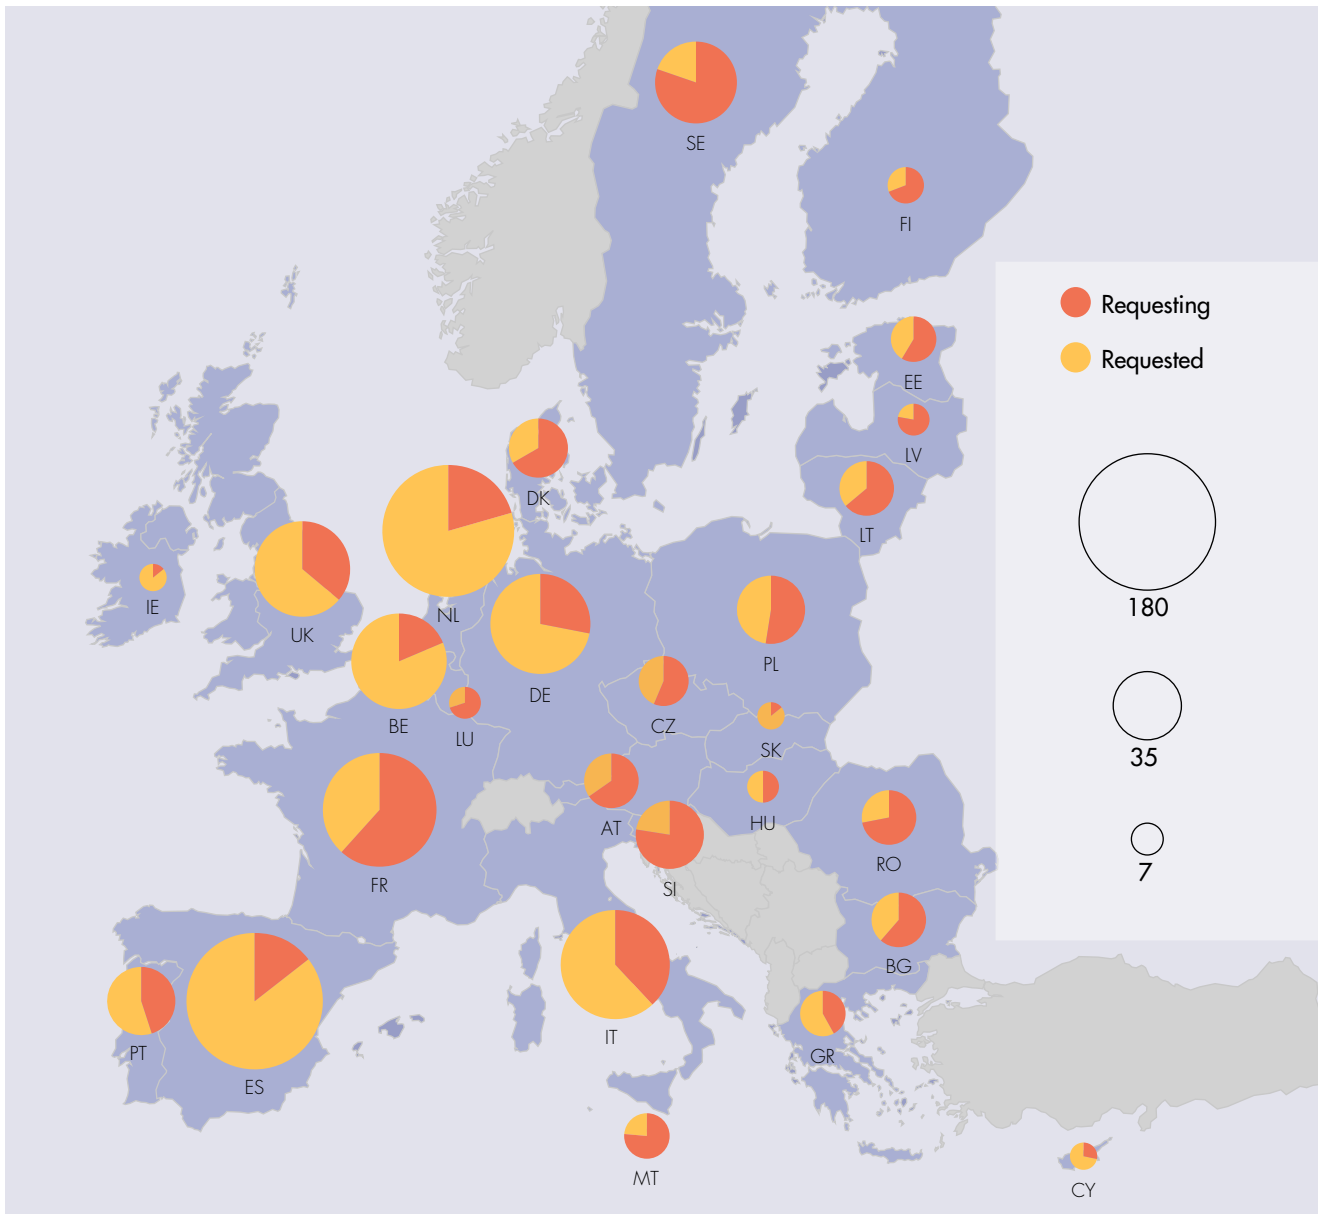 SE
FI
Requesting
Requested
EE
LV
DK
LT
180
IE
UK
NL
PL
DE
BE
LU
CZ
SK
35
AT
HU
RO
7
FR
SI
BG
IT
PT
ES
GR
MT
CY